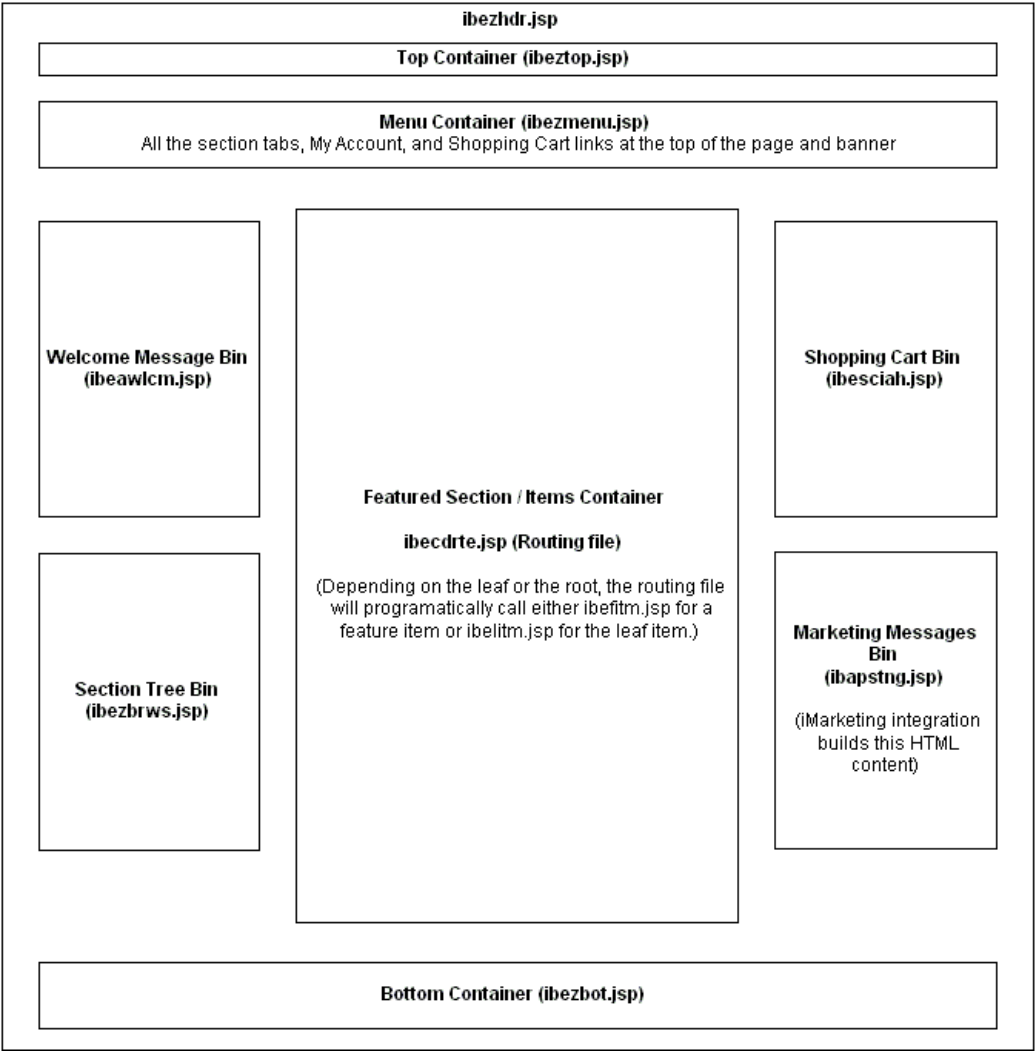 ibezhdr.jsp
Top Container (ibeztop.jsp)
Menu Container (ibezmenu.jsp)
All the section tabs, My Account, and Shopping Cart links at the top of the page and banner
Welcome Message Bin
(ibeawlcm.jsp)
Section Tree Bin
(ibezbrws.jsp)
Featured Section / Items Container
ibecdrte.jsp (Routing file)
(Depending on the leaf or the root, the routing file
will programatically call either ibefitm.jsp for a
feature item or ibelitm.jsp for the leaf item.)
Shopping Cart Bin
(ibesciah.jsp)
Marketing Messages
Bin
(ibapstng.jsp)
(iMarketing integration
builds this HTML
content)
Bottom Container (ibezbot.jsp)